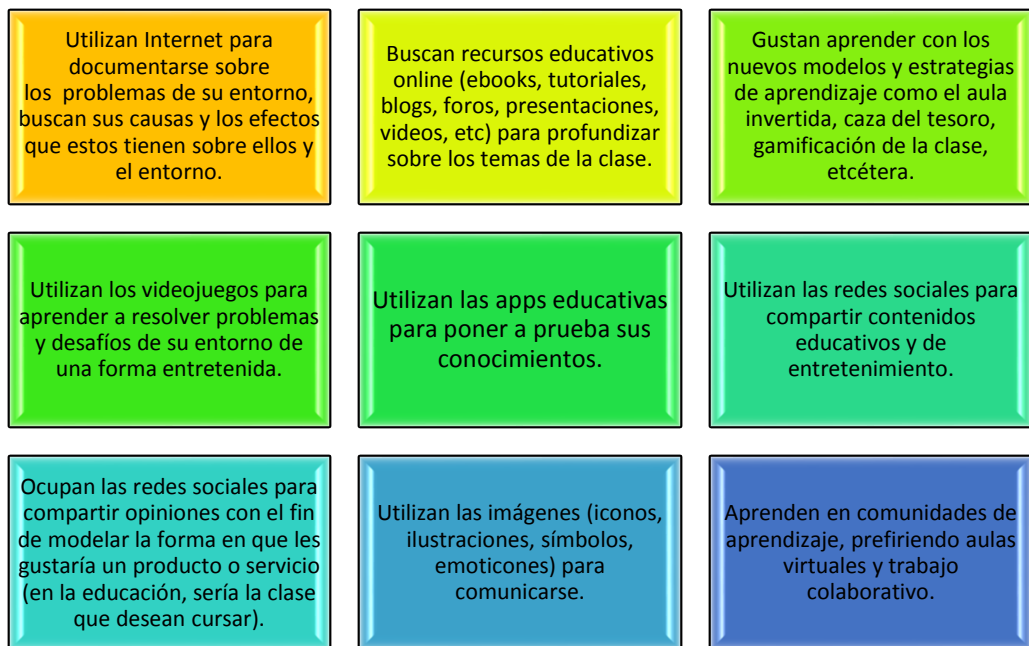 Utilizan Internet para
documentarse sobre
los problemas de su entorno,
buscan sus causas y los efectos
que estos tienen sobre ellos y
el entorno.
Buscan recursos educativos
online (ebooks, tutoriales,
blogs, foros, presentaciones,
videos, etc) para profundizar
sobre los temas de la clase.
Gustan aprender con los
nuevos modelos y estrategias
de aprendizaje como el aula
invertida, caza del tesoro,
gamificación de la clase,
etcétera.
Utilizan los videojuegos para
aprender a resolver problemas
y desafíos de su entorno de
una forma entretenida.
Utilizan las apps educativas
para poner a prueba sus
conocimientos.
Utilizan las redes sociales para
compartir contenidos
educativos y de
entretenimiento.
Ocupan las redes sociales para
compartir opiniones con el fin
de modelar la forma en que les
gustaría un producto o servicio
(en la educación, sería la clase
que desean cursar).
Utilizan las imágenes (iconos,
ilustraciones, símbolos,
emoticones) para
comunicarse.
Aprenden en comunidades de
aprendizaje, prefiriendo aulas
virtuales y trabajo
colaborativo.